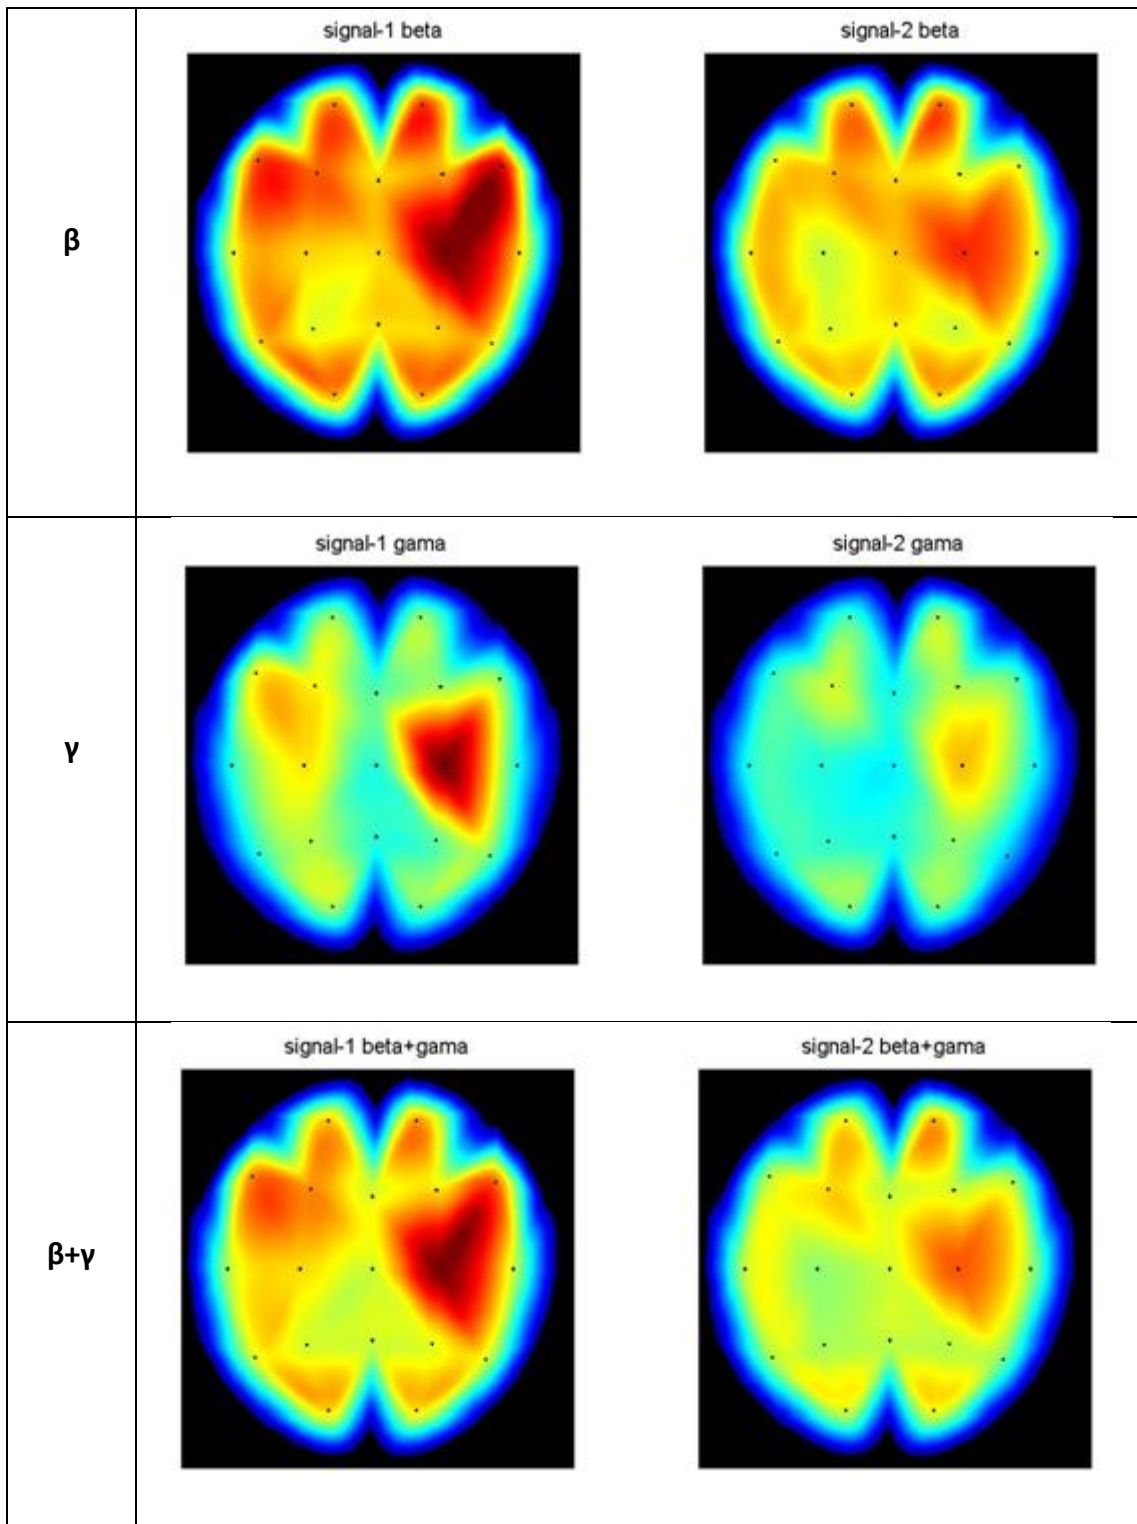 signal-1 beta
signal-2 beta
β
signal-1 gama
signal-2 gama
γ
signal-1 beta+gama
signal-2 beta+gama
β+γ